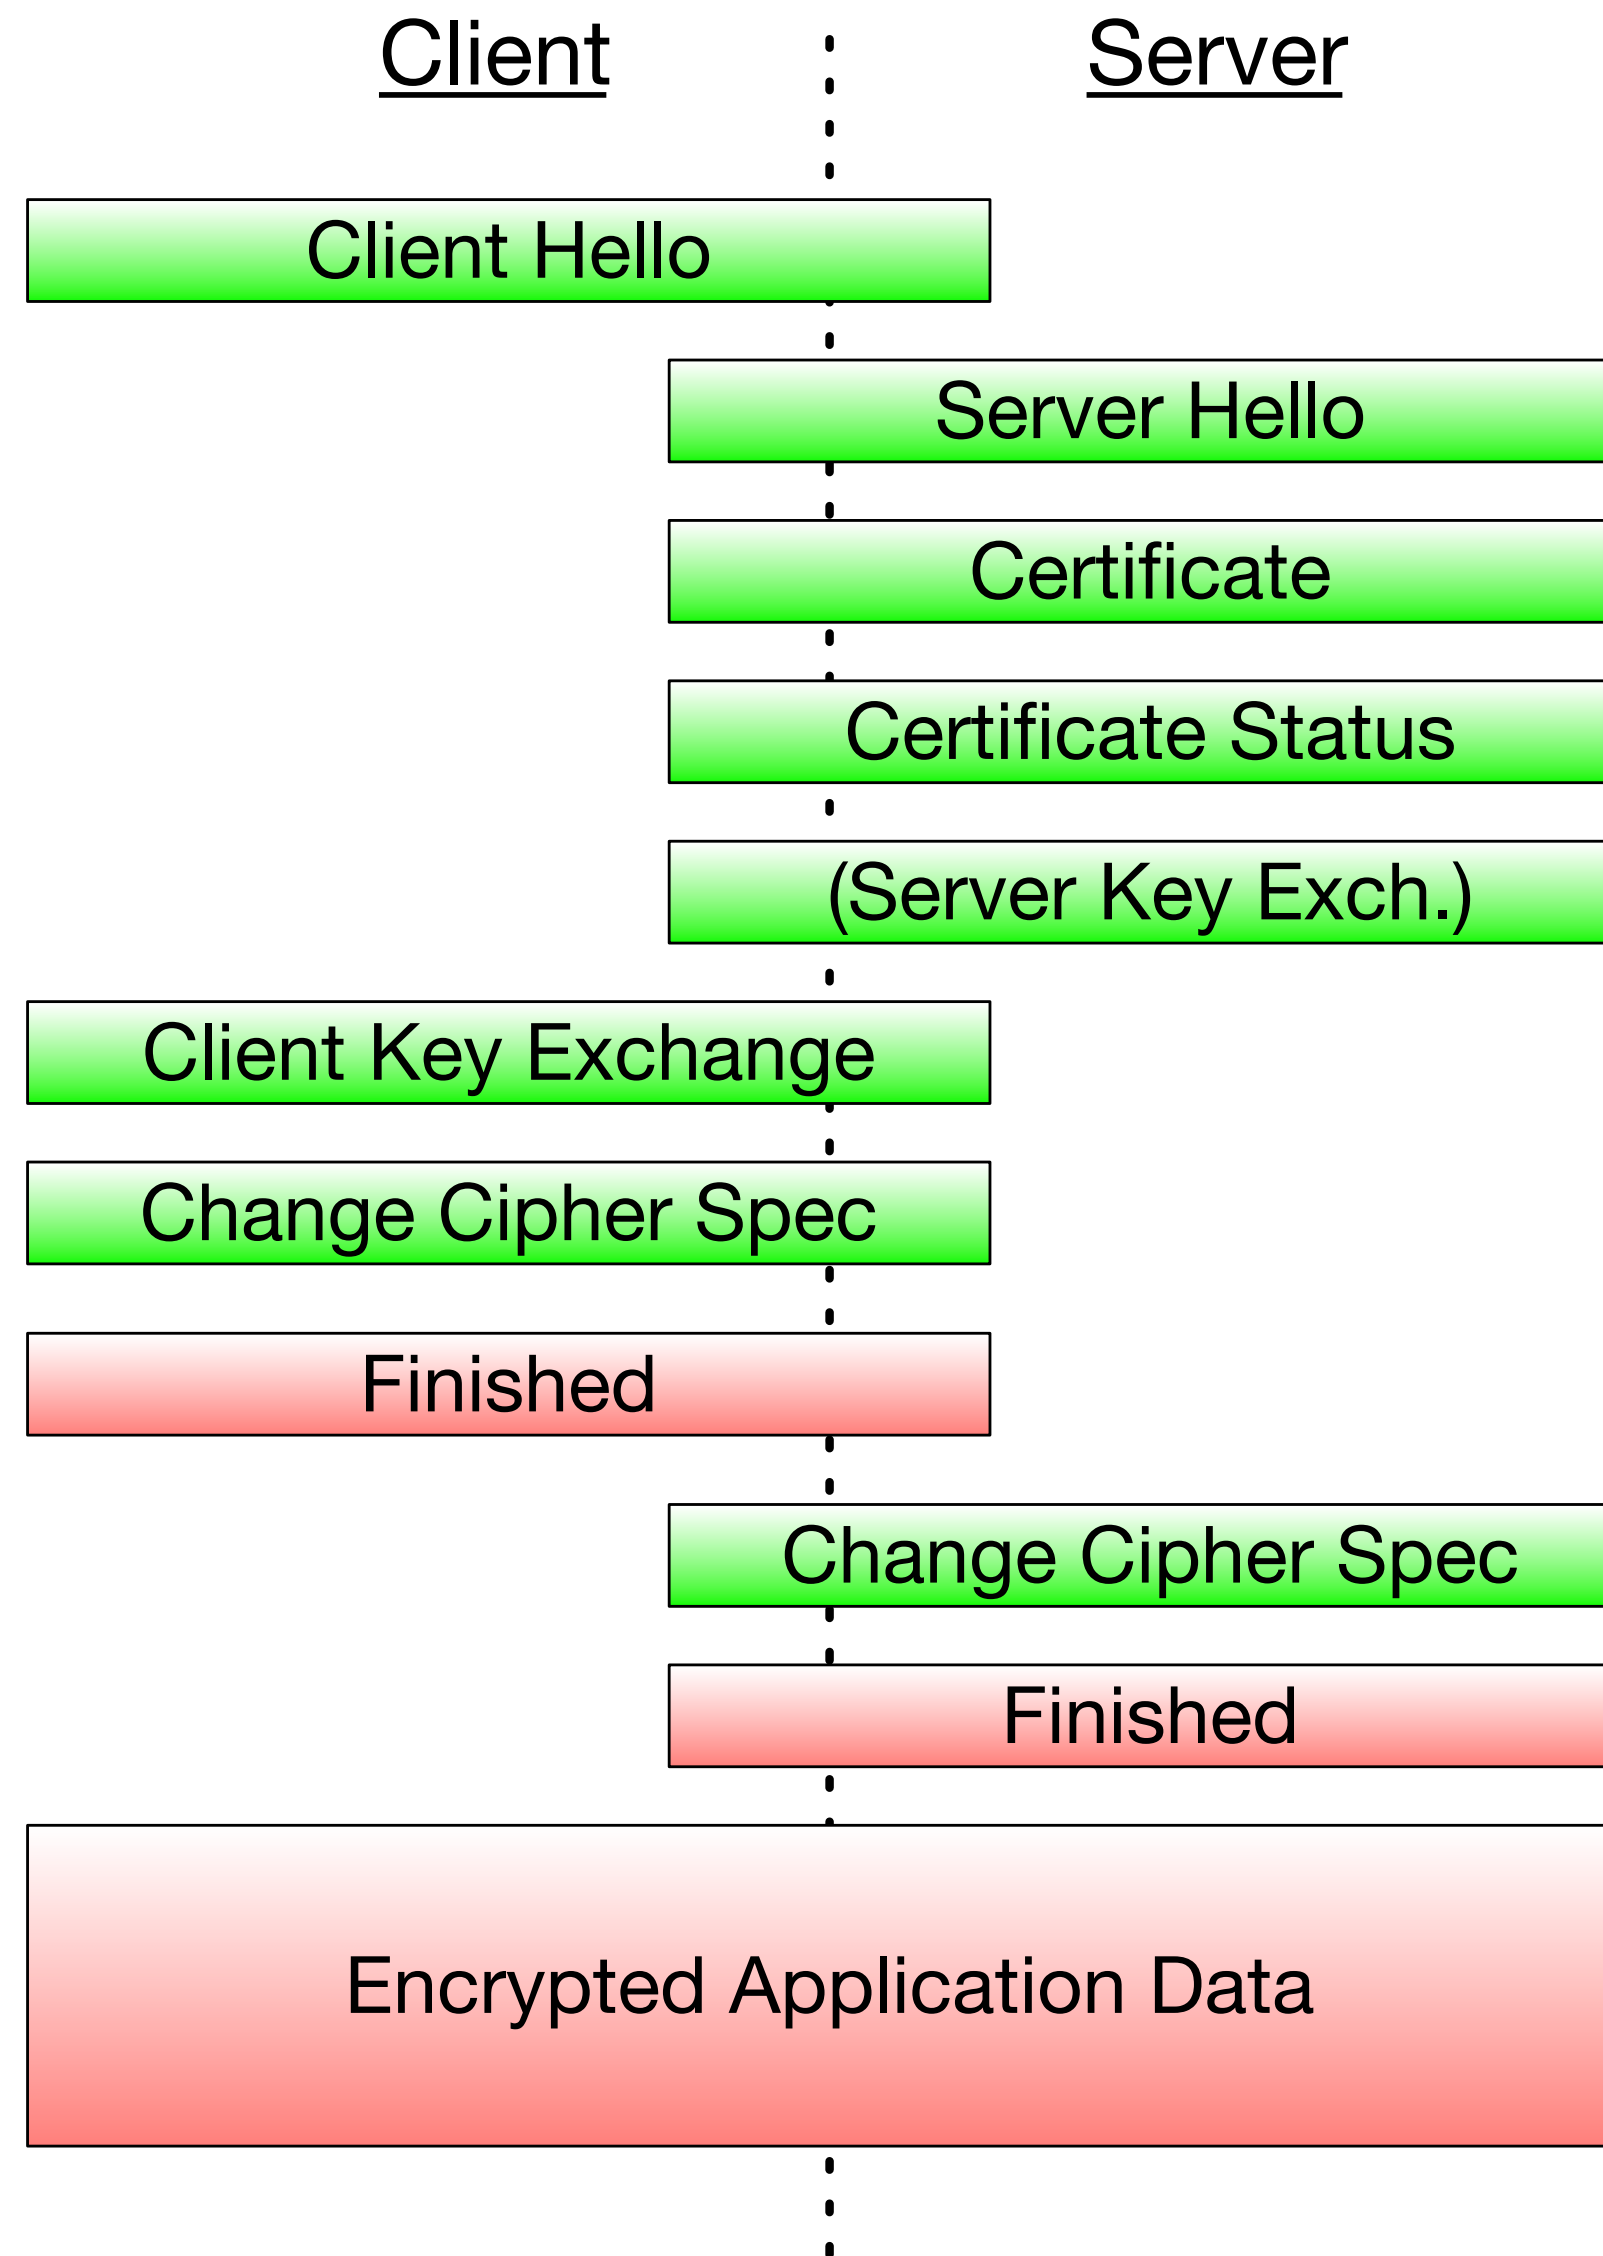 Client
Server
Client Hello
Server Hello
Certificate
Certificate Status
(Server Key Exch.)
Client Key Exchange
Change Cipher Spec
Finished
Change Cipher Spec
Finished
Encrypted Application Data